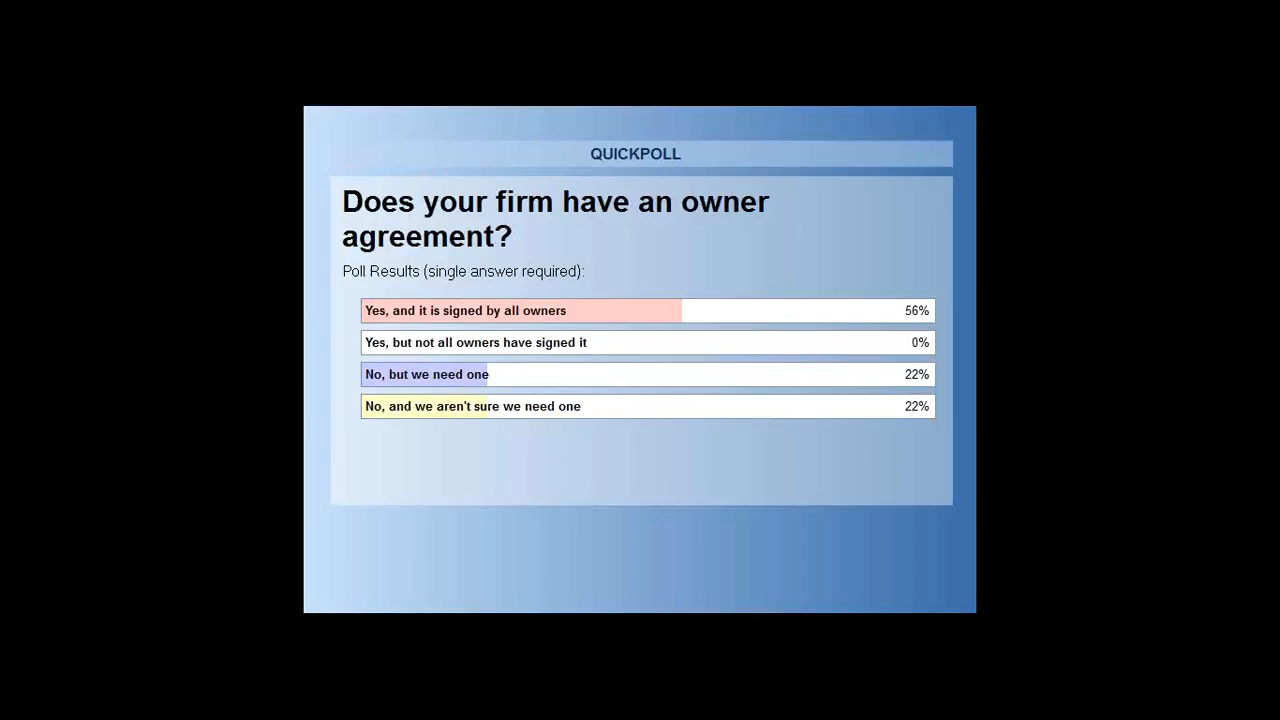 QUICKPOLL
Does your firm have an owner
agreement?
Poll Results (single answer required):
Yes, and it is signed by all owners 56%
Yes, but not all owners have signed it 0%
No, but we need one 22%
No, and we aren't sure we need one 22%